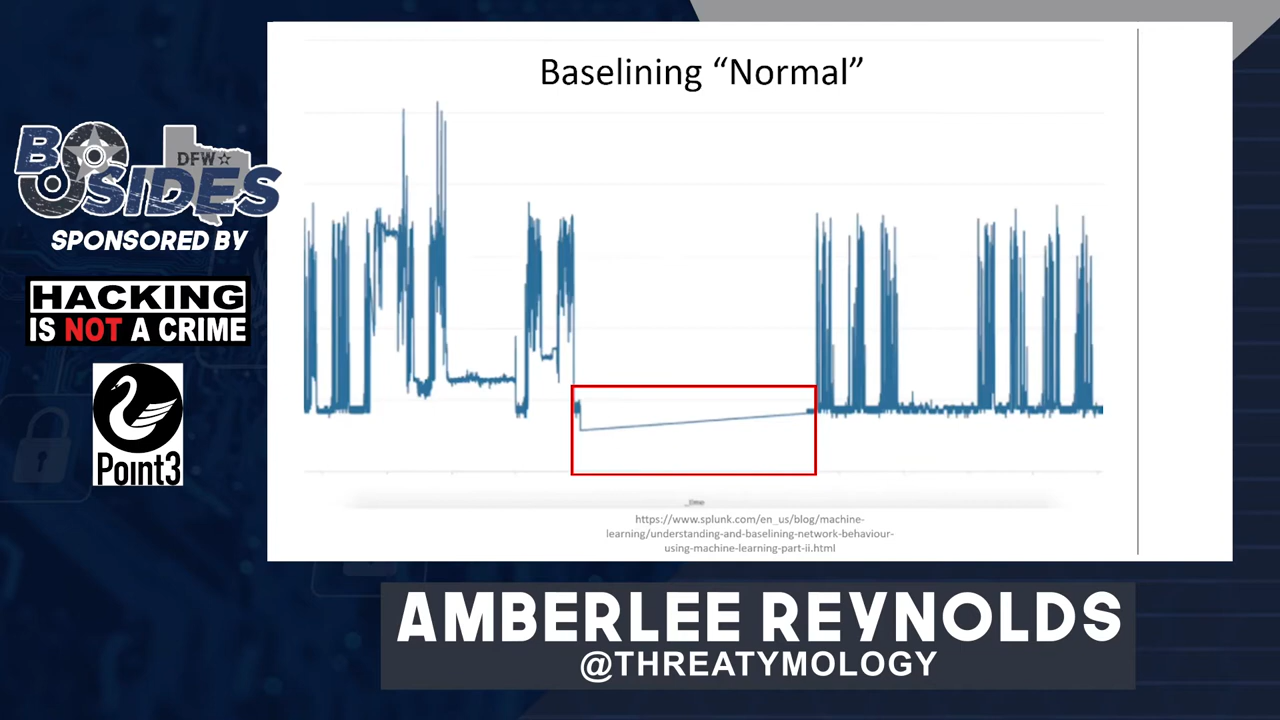 Baselining “Normal”
BSIDES
DFW
SPONSORED BY
HACKING
IS NOT A CRIME
Point3
_time
https://www.splunk.com/en_us/blog/machine-
learning/understanding-and-baselining-network-behaviour-
using-machine-learning-part-ii.html
AMBERLEE REYNOLDS
@THREATYMOLOGY